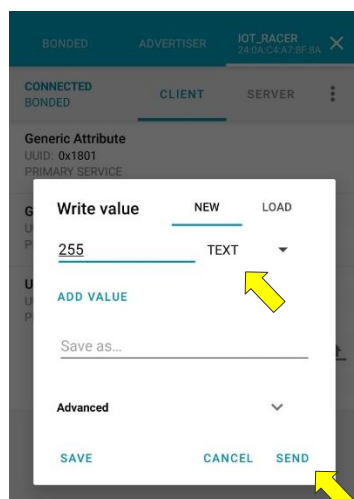 BONDED ADVERTISER IOT_RACER
24:0A:C4:A7:8F:8A
CONNECTED
BONDED CLIENT SERVER
Generic Attribute
UUID: 0x1801
PRIMARY SERVICE
G
U
P
U
U
P
Write value NEW LOAD
255 TEXT
ADD VALUE
Save as...
Advanced
SAVE CANCEL SEND